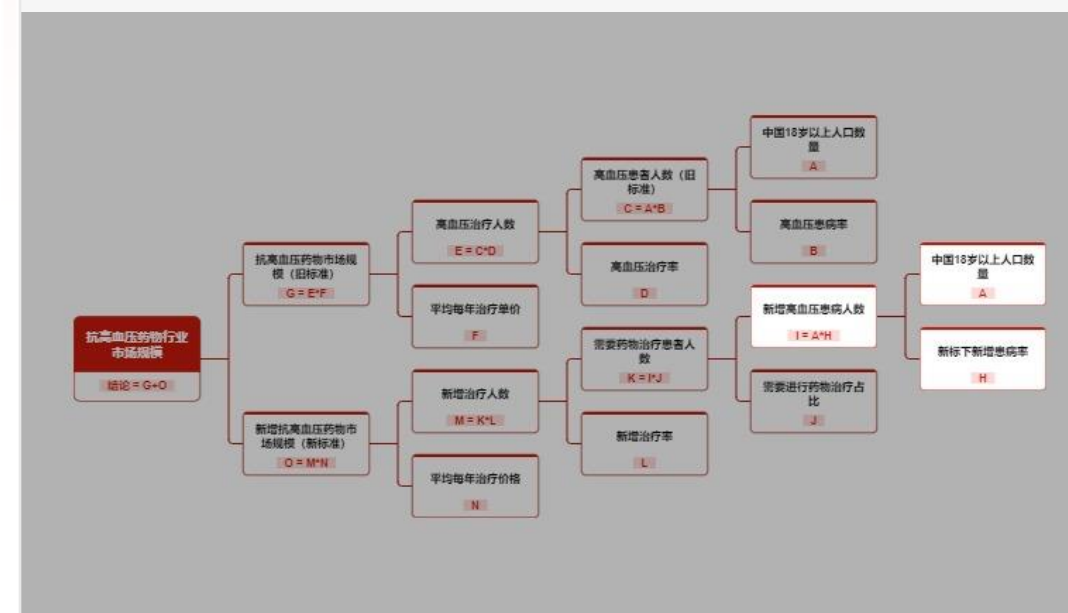 抗高血压药物行业
市场规模
结论 = G+O
抗高血压药物市场规
模（旧标准）
G = E*F
新增抗高血压药物市
场规模（新标准）
O = M*N
高血压治疗人数
E = C*D
平均每年治疗单价
F
新增治疗人数
M = K*L
平均每年治疗价格
N
高血压患者人数（旧
标准）
C = A*B
高血压治疗率
D
需要药物治疗患者人
数
K = I*J
新增治疗率
L
中国18岁以上人口数
量
A
高血压患病率
B
新增高血压患病人数
I = A*H
需要进行药物治疗占
比
J
中国18岁以上人口数
量
A
新标下新增患病率
H